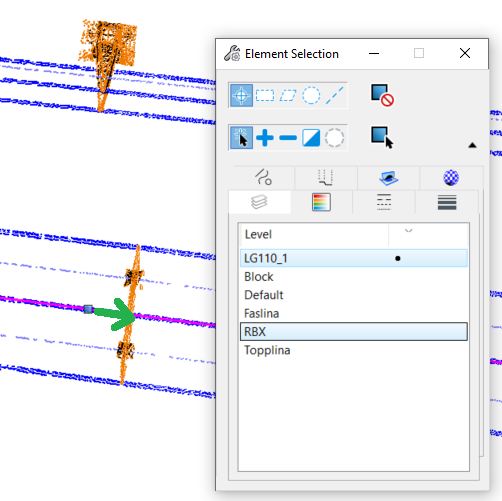 Element Selection
Level
LG110_1
Block
Default
Faslina
RBX
Topplina